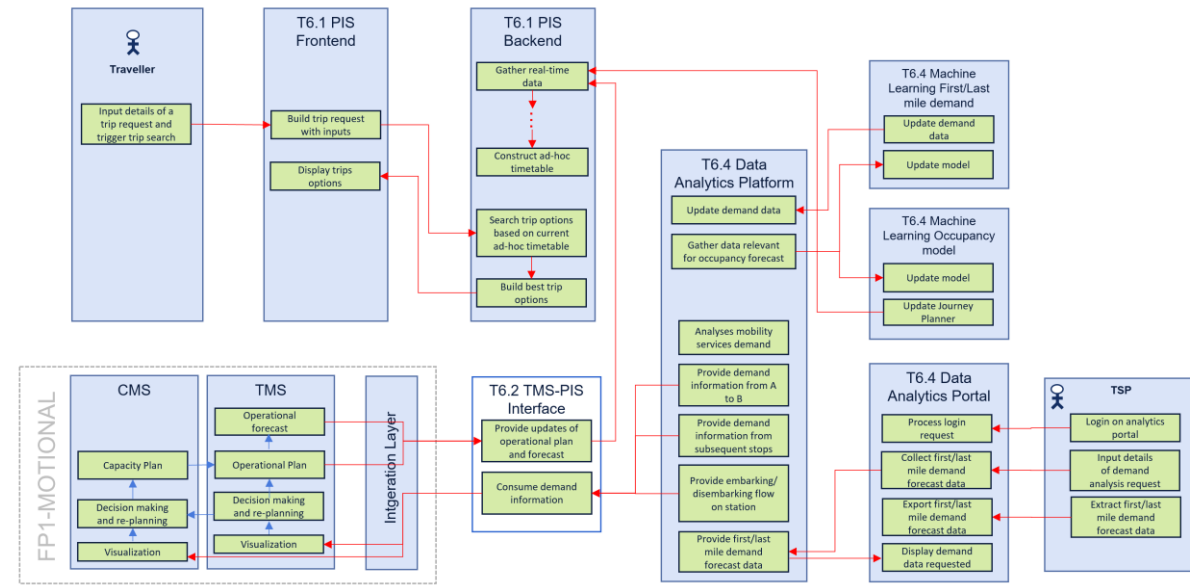 Traveller
Input details of a
trip request and
trigger trip search
T6.1 PIS
Frontend
Build trip request
with inputs
Display trips
options
T6.1 PIS
Backend
Gather real-time
data
Construct ad-hoc
timetable
Search trip options
based on current
ad-hoc timetable
Build best trip
options
T6.4 Data
Analytics Platform
Update demand data
Gather data relevant
for occupancy forecast
Analyses mobility
services demand
Provide demand
information from A
to B
Provide demand
information from
subsequent stops
Provide embarking/
disembarking flow
on station
Provide first/last
mile demand
forecast data
T6.4 Machine
Learning First/Last
mile demand
Update demand
data
Update model
T6.4 Machine
Learning Occupancy
model
Update model
Update Journey
Planner
FP1-MOTIONAL
CMS
Capacity Plan
Decision making
and re-planning
Visualization
TMS
Operational
forecast
Operational Plan
Decision making
and re-planning
Visualization
Intgeration Layer
T6.2 TMS-PIS
Interface
Provide updates of
operational plan
and forecast
Consume demand
information
T6.4 Data
Analytics Portal
Process login
request
Collect first/last
mile demand
forecast data
Export first/last
mile demand
forecast data
Display demand
data requested
TSP
Login on analytics
portal
Input details
of demand
analysis request
Extract first/last
mile demand
forecast data